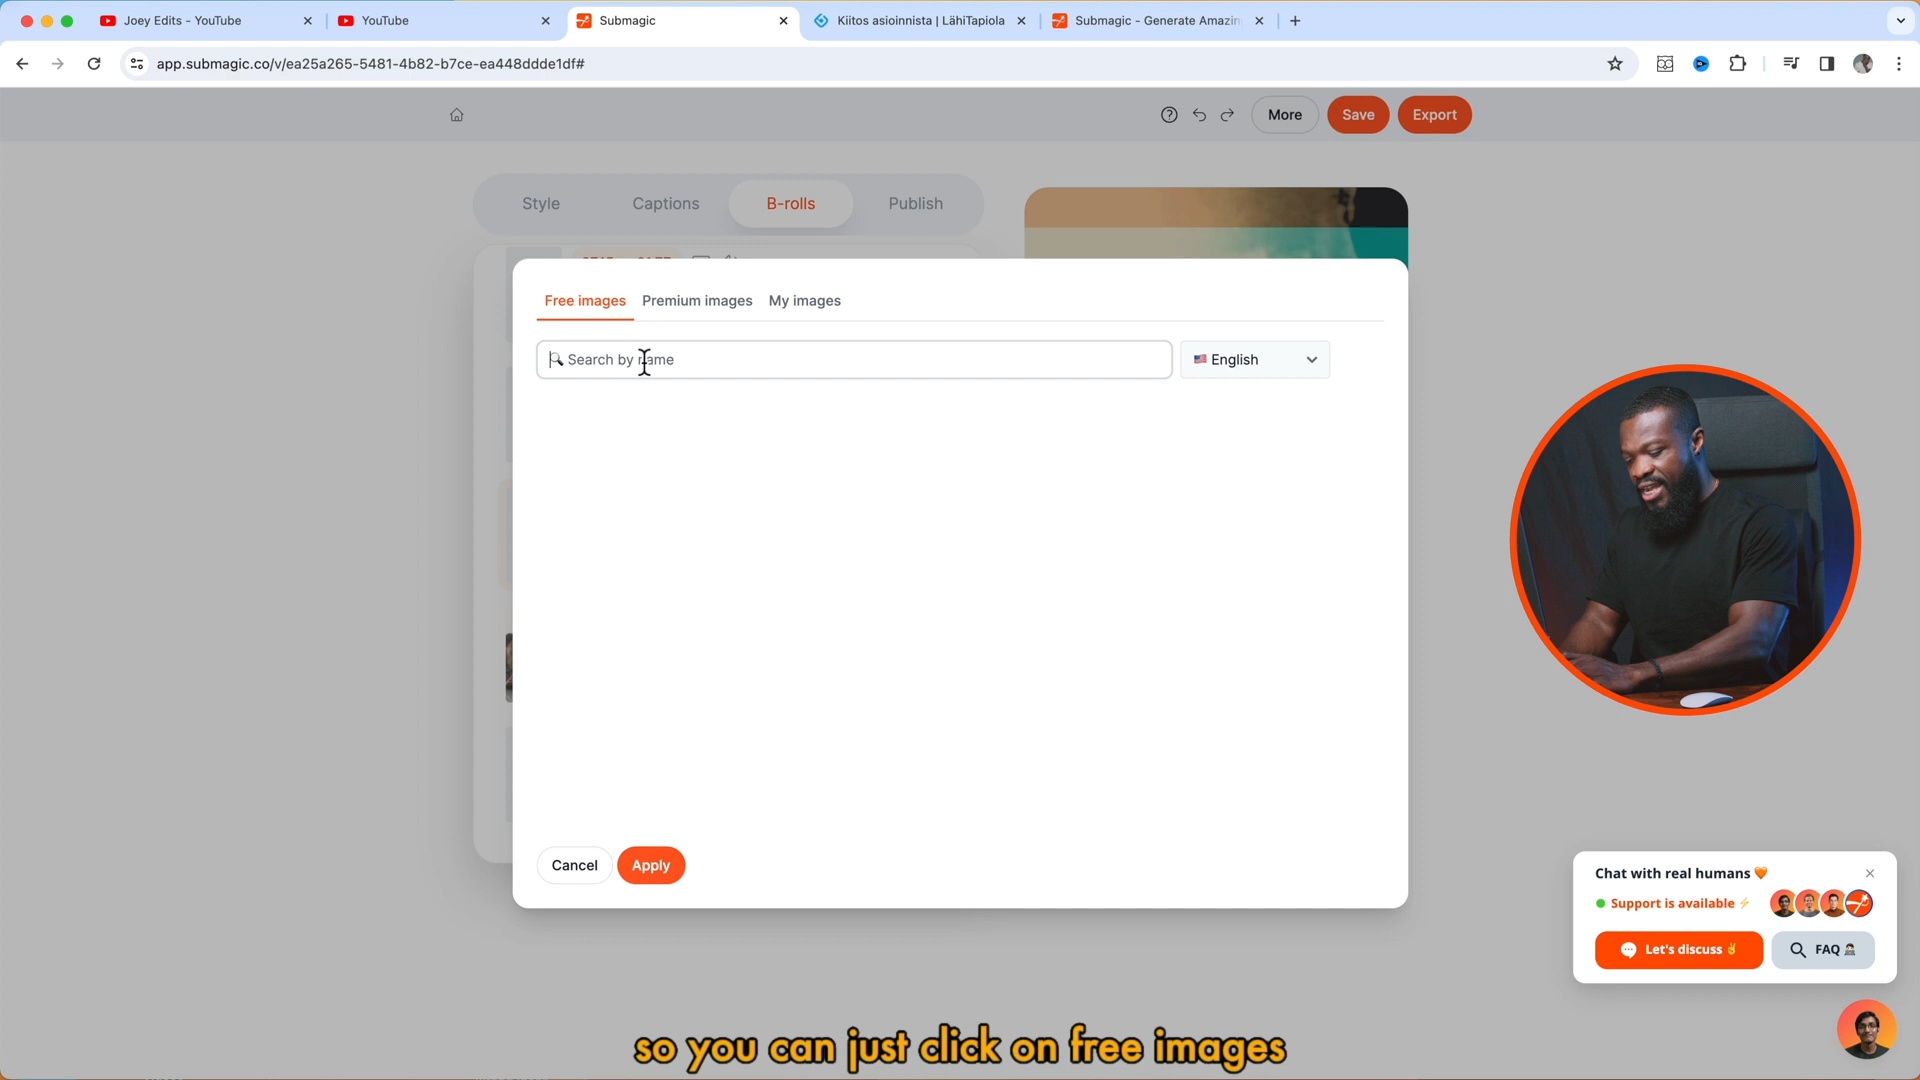 Joey Edits - YouTube
YouTube
Submagic
Kiitos asioinnista | LähiTapiola
Submagic - Generate Amazin
app.submagic.co/v/ea25a265-5481-4b82-b7ce-ea448ddde1df#
More
Save
Export
Style
Captions
B-rolls
Publish
Free images
Premium images
My images
Search by name
English
Cancel
Apply
Chat with real humans 🧡
Support is available ⚡
Let's discuss ✌
FAQ
so you can just click on free images